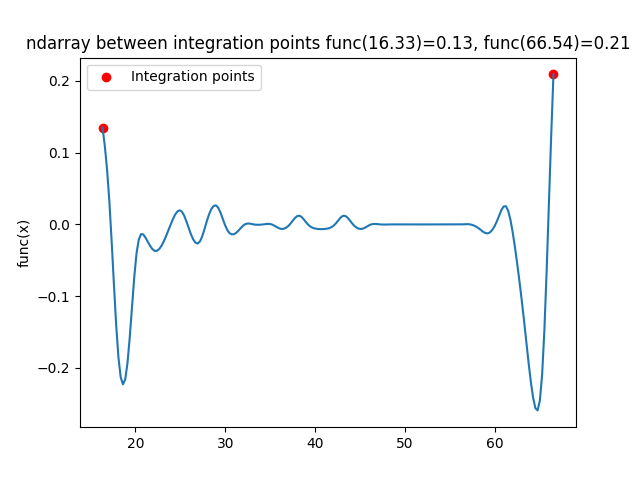 ndarray between integration points func(16.33)=0.13, func(66.54)=0.21
Integration points
func(x)
0.2
0.1
0.0
−0.1
−0.2
20 30 40 50 60